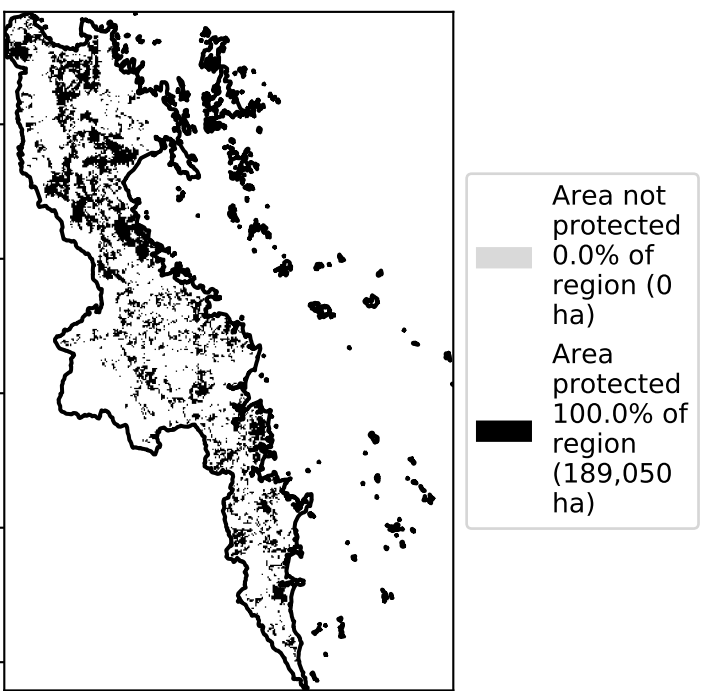 Area not
protected
0.0% of
region (0
ha)
Area
protected
100.0% of
region
(189,050
ha)